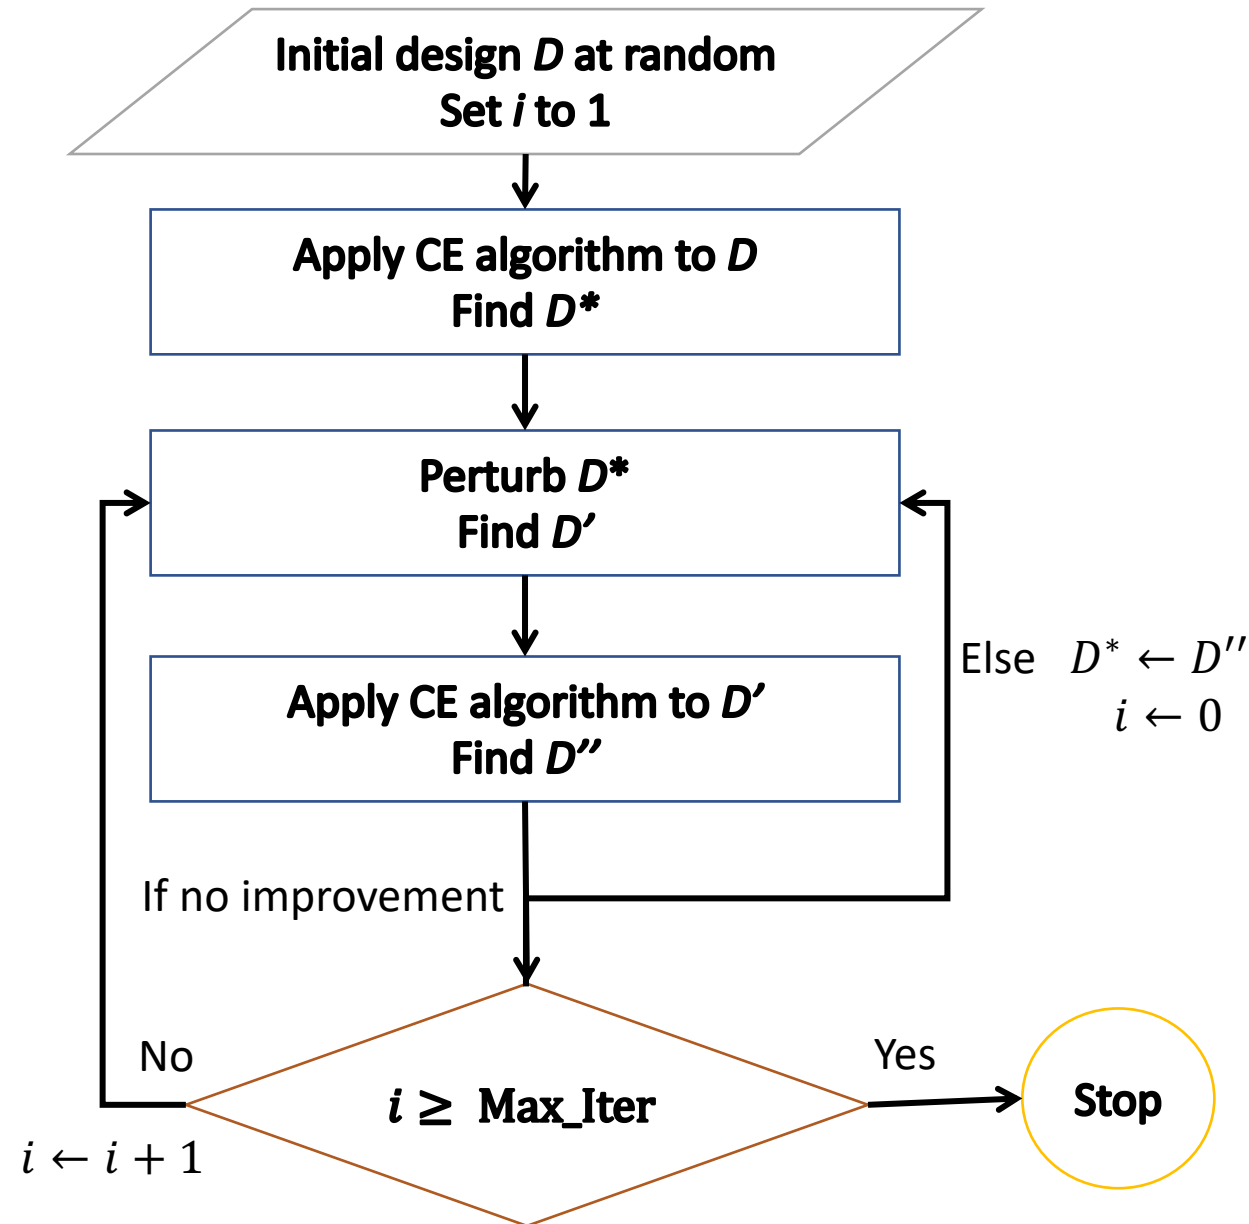 Initial design D at random
Set i to 1
Apply CE algorithm to D
Find D*
Perturb D*
Find D′
Apply CE algorithm to D′
Find D′′
Else D* ← D′′
i ← 0
If no improvement
No
Yes
i ≥ Max_Iter
Stop
i ← i + 1